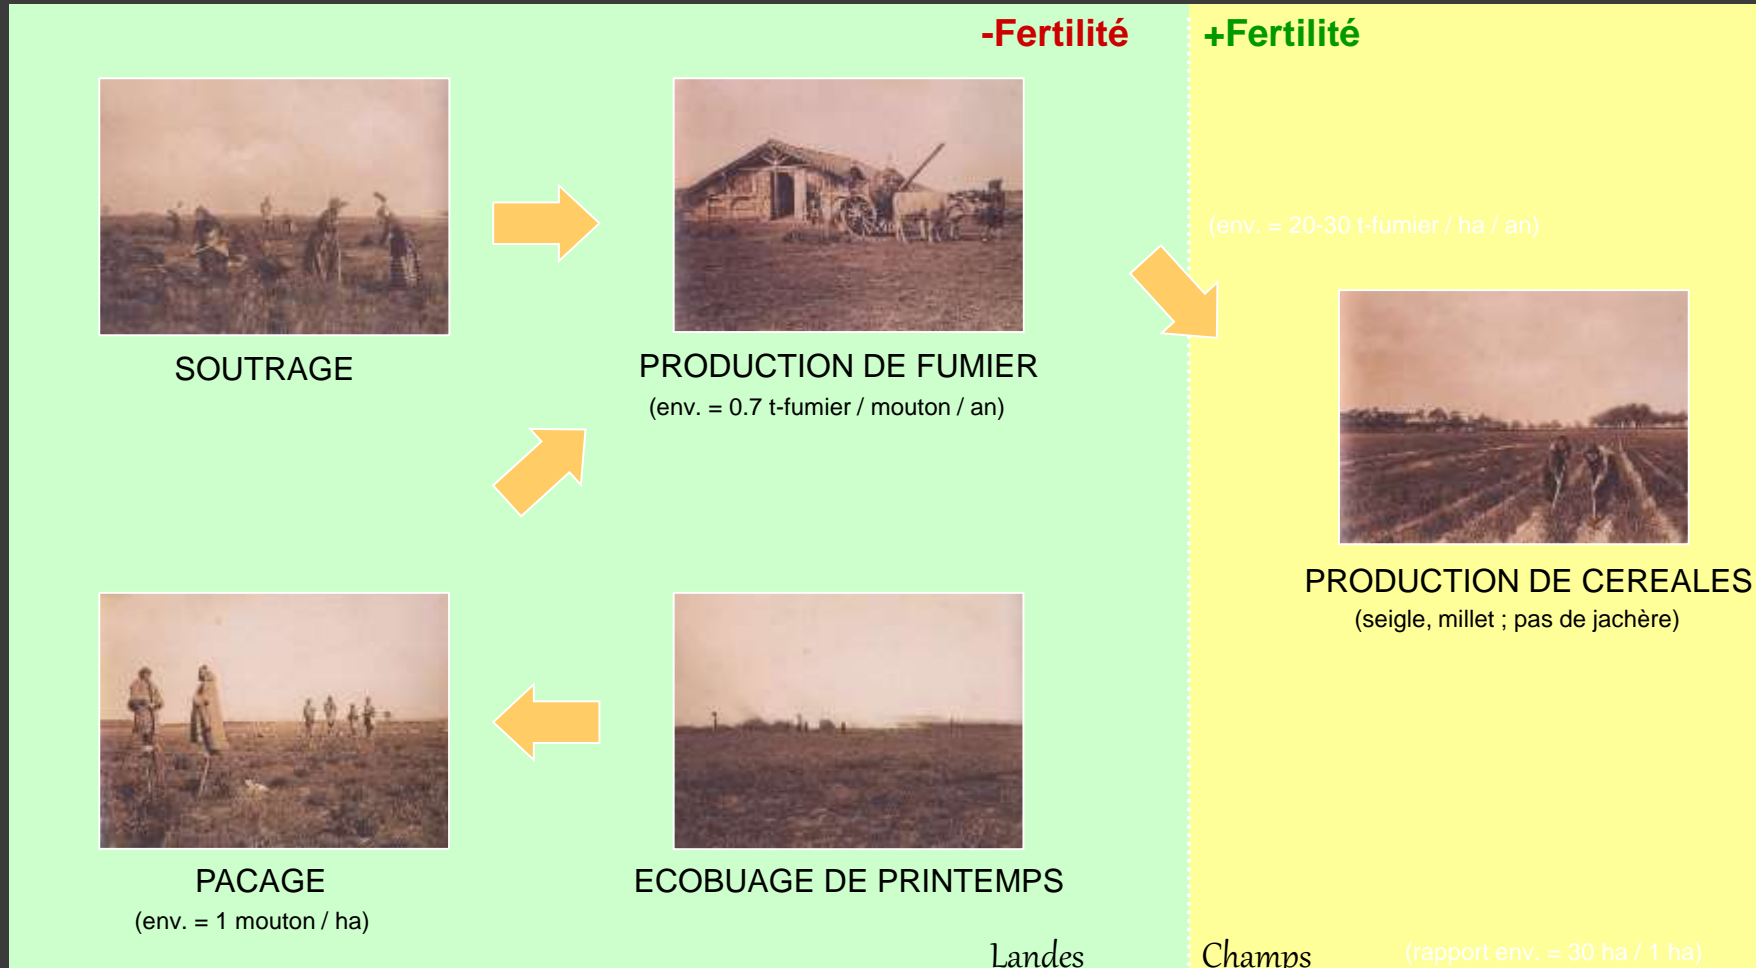 -Fertilité
+Fertilité
(env. = 20-30 t-fumier / ha / an)
SOUTRAGE
PRODUCTION DE FUMIER
(env. = 0.7 t-fumier / mouton / an)
PRODUCTION DE CEREALES
(seigle, millet ; pas de jachère)
PACAGE
(env. = 1 mouton / ha)
ECOBUAGE DE PRINTEMPS
Landes
Champs
(rapport env. = 30 ha / 1 ha)